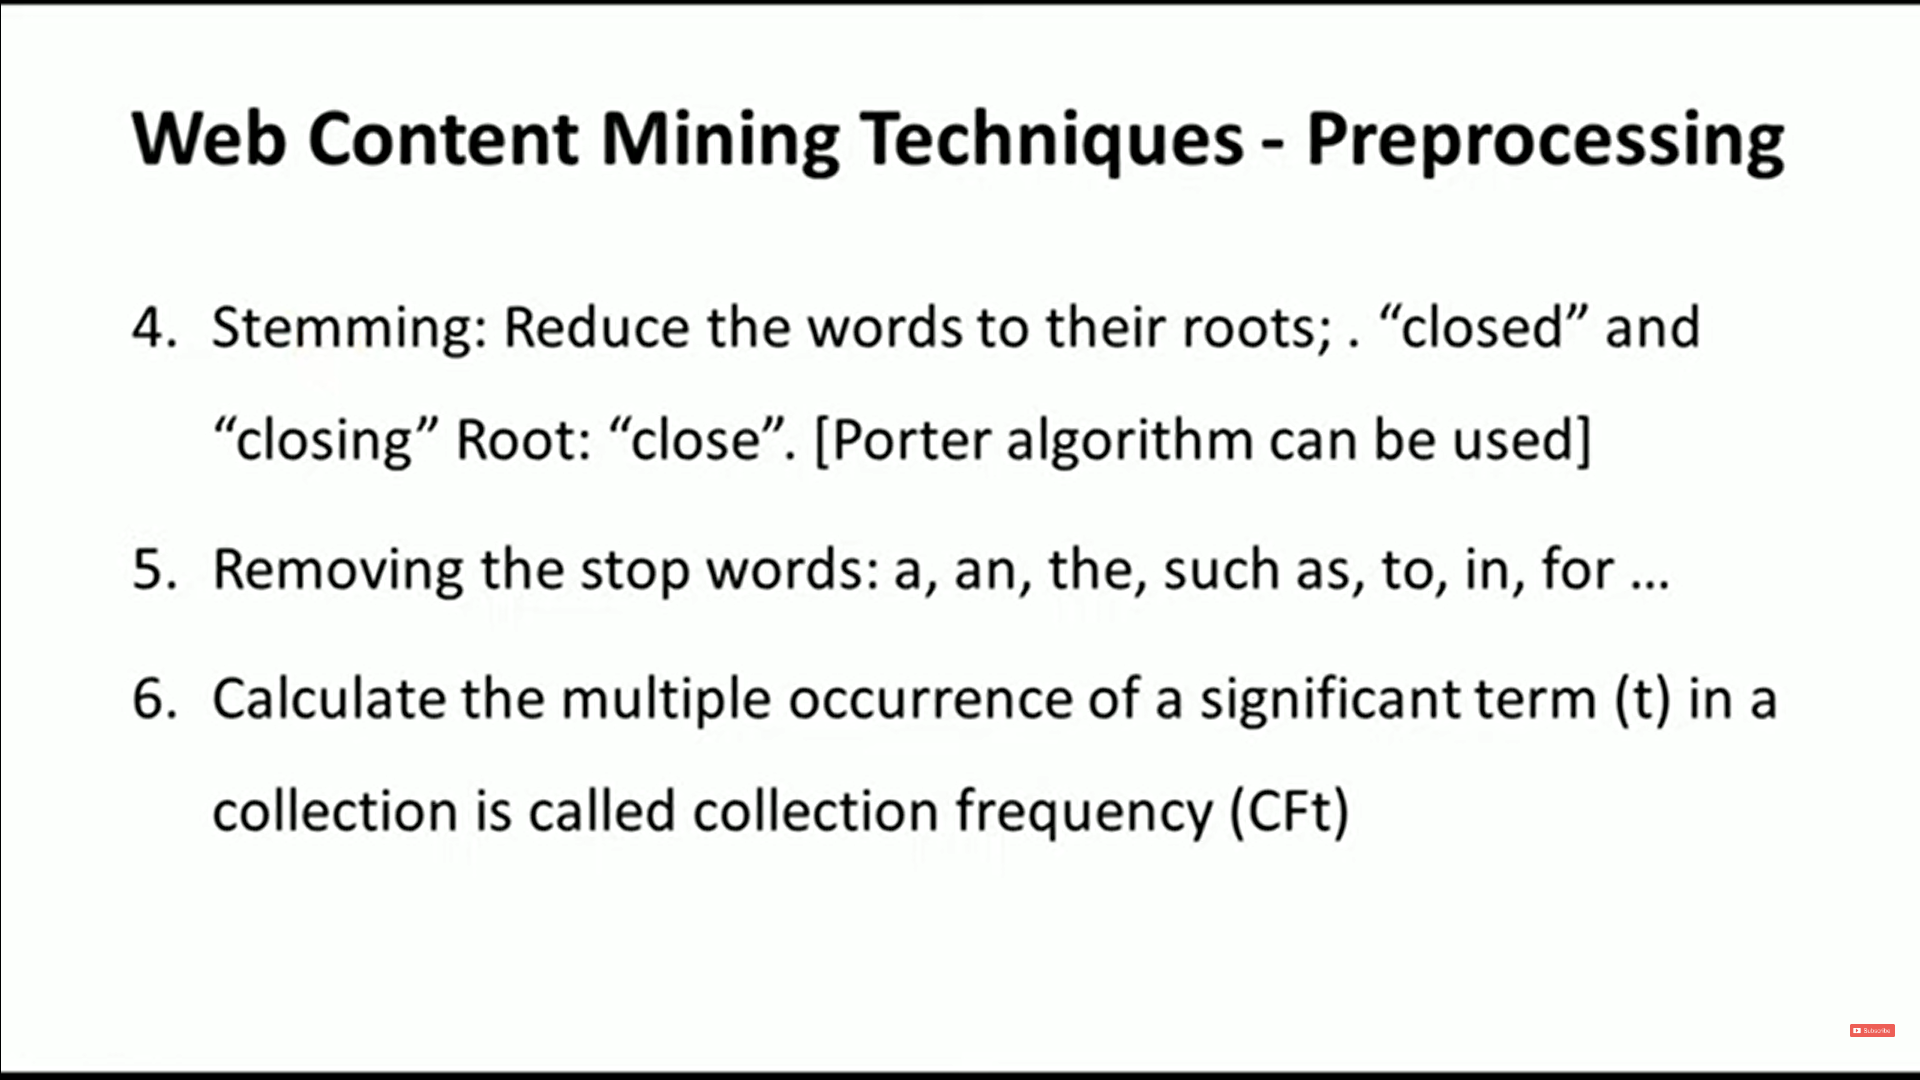 Web Content Mining Techniques - Preprocessing
4. Stemming: Reduce the words to their roots; . “closed” and
“closing” Root: “close”. [Porter algorithm can be used]
5. Removing the stop words: a, an, the, such as, to, in, for ...
6. Calculate the multiple occurrence of a significant term (t) in a
collection is called collection frequency (CFt)
Subscribe